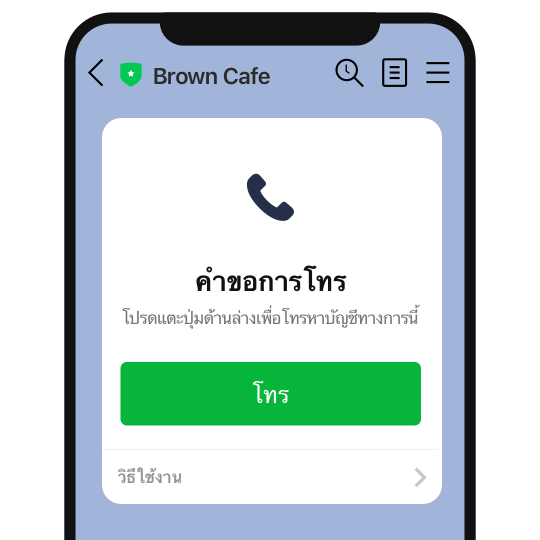 Brown Cafe
คำขอการโทร
โปรดแตะปุ่มด้านล่างเพื่อโทรหาบัญชีทางการนี้
โทร
วิธีใช้งาน